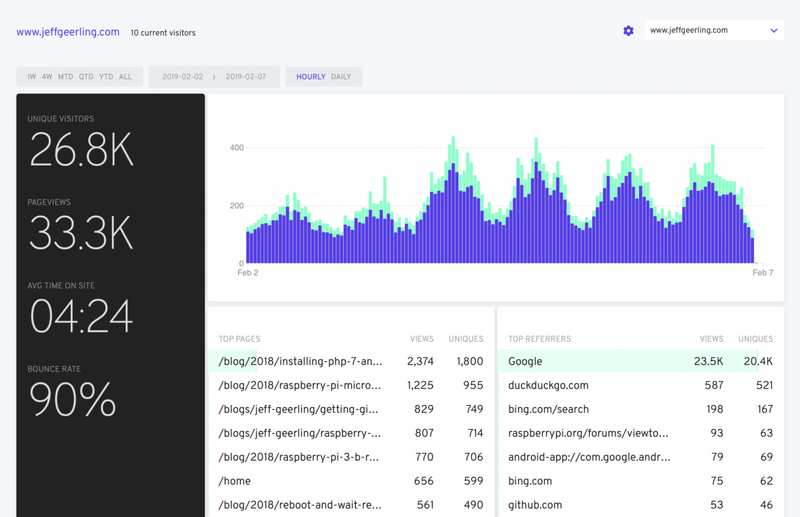 www.jeffgeerling.com 10 current visitors
www.jeffgeerling.com
1W 4W MTD QTD YTD ALL
2019-02-02 › 2019-02-07
HOURLY DAILY
UNIQUE VISITORS
26.8K
PAGEVIEWS
33.3K
AVG TIME ON SITE
04:24
BOUNCE RATE
90%
400
200
0
Feb 2 Feb 7
TOP PAGES VIEWS UNIQUES
/blog/2018/installing-php-7-an... 2,374 1,800
/blog/2018/raspberry-pi-micro... 1,225 955
/blogs/jeff-geerling/getting-gi... 829 749
/blogs/jeff-geerling/raspberry-... 807 714
/blog/2018/raspberry-pi-3-b-r... 770 706
/home 656 599
/blog/2018/reboot-and-wait-re... 561 490
TOP REFERRERS VIEWS UNIQUES
Google 23.5K 20.4K
duckduckgo.com 587 521
bing.com/search 198 167
raspberrypi.org/forums/viewto... 93 63
android-app://com.google.andr... 79 69
bing.com 75 62
github.com 53 46